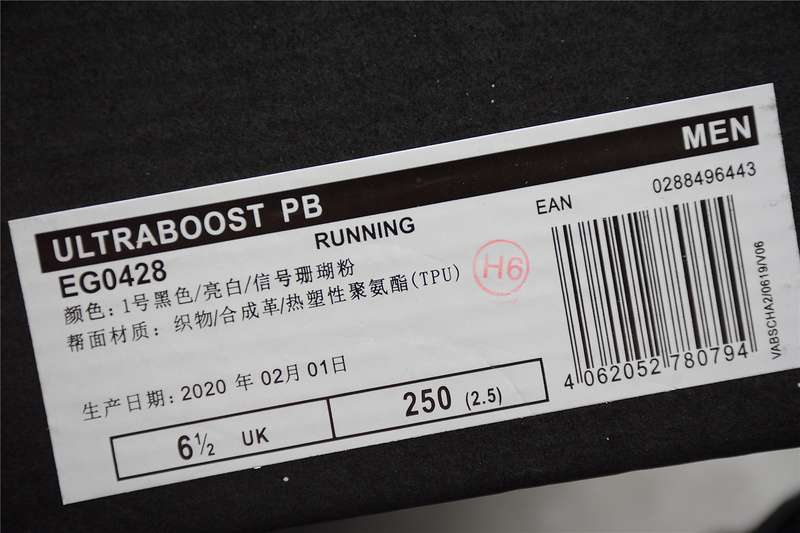 ULTRABOOST PB MEN
EG0428 RUNNING EAN 0288496443
颜色: 1号黑色/亮白/信号珊瑚粉
H6
帮面材质: 织物/合成革/热塑性聚氨酯(TPU)
生产日期: 2020 年 02月 01日
6½ UK 250 (2.5)
4 062052 780794
VABSCHA2/0619/V06